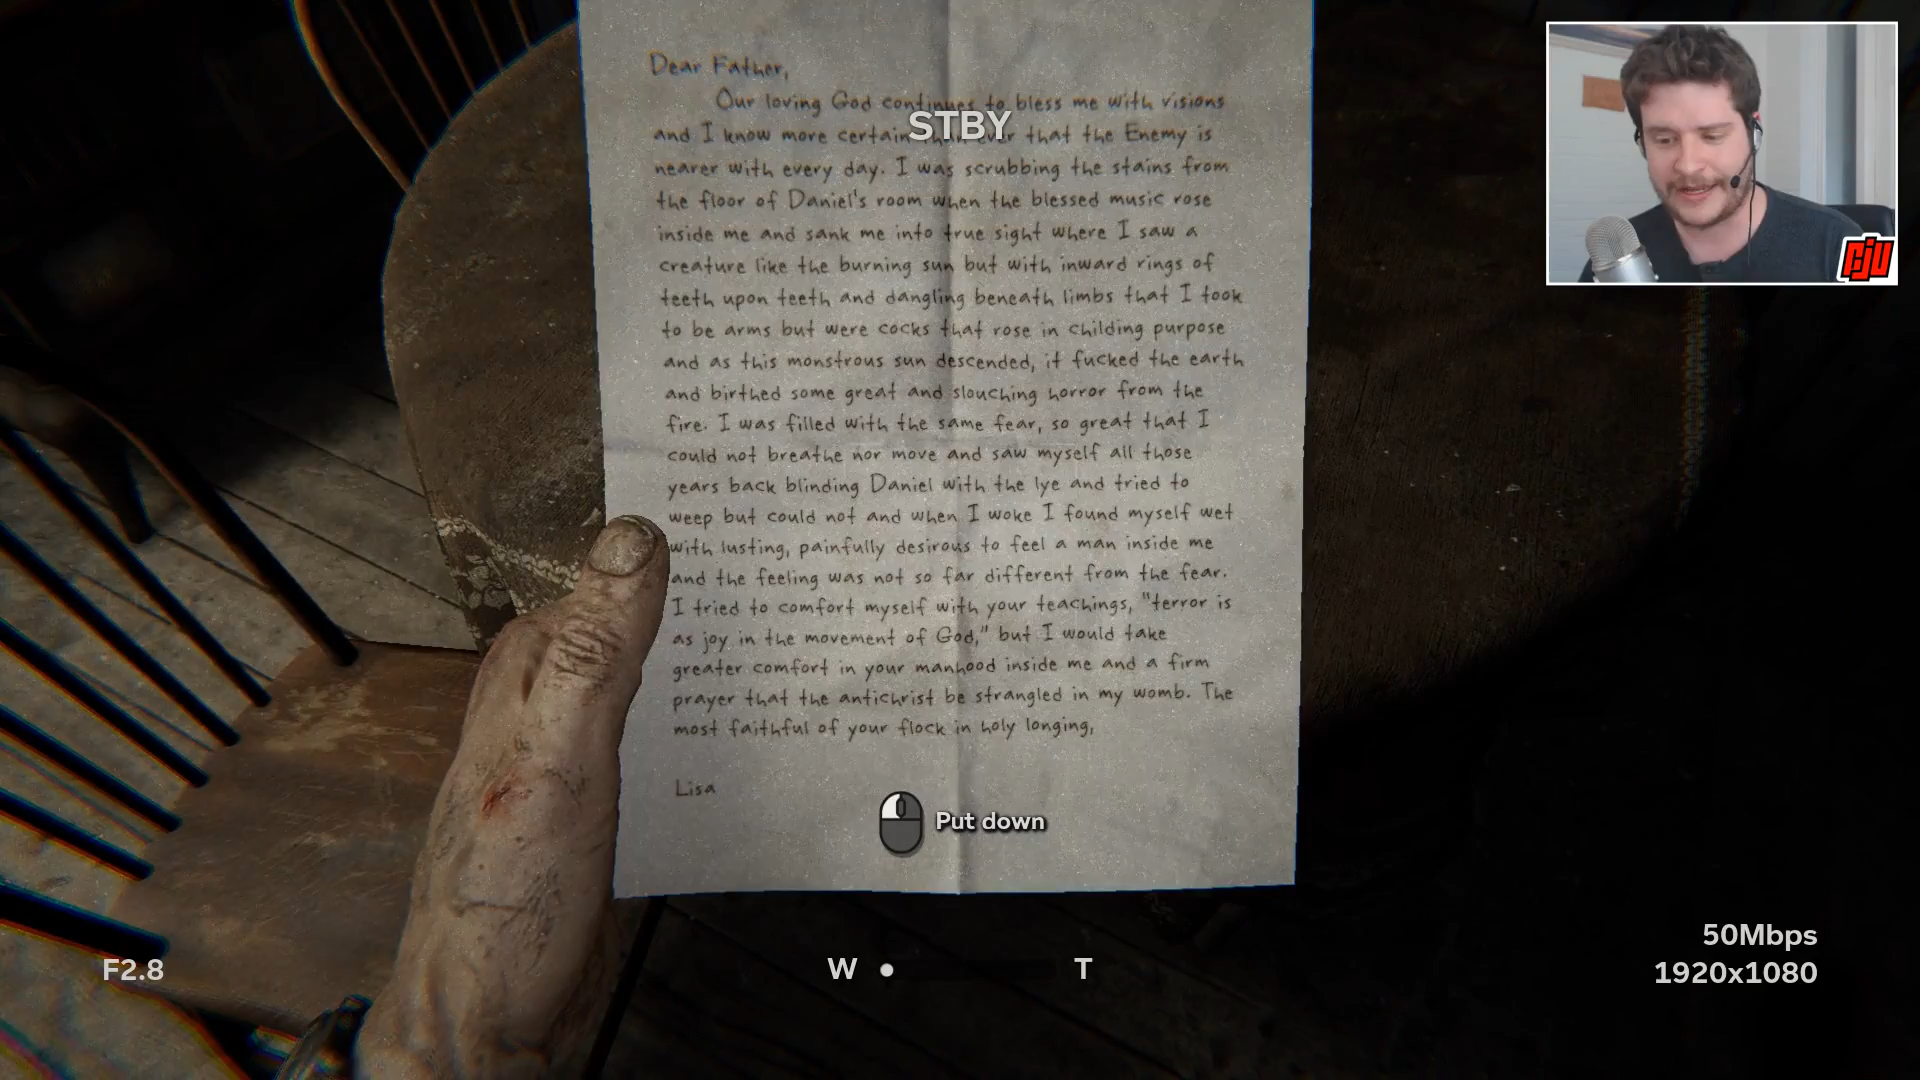 Dear Father,
Our loving God continues to bless me with visions
STBY
and I know more certain than ever that the Enemy is
nearer with every day. I was scrubbing the stains from
the floor of Daniel's room when the blessed music rose
inside me and sank me into true sight where I saw a
creature like the burning sun but with inward rings of
teeth upon teeth and dangling beneath limbs that I took
to be arms but were cocks that rose in childing purpose
and as this monstrous sun descended, it fucked the earth
and birthed some great and slouching horror from the
fire. I was filled with the same fear, so great that I
could not breathe nor move and saw myself all those
years back blinding Daniel with the lye and tried to
weep but could not and when I woke I found myself wet
with lusting, painfully desirous to feel a man inside me
and the feeling was not so far different from the fear.
I tried to comfort myself with your teachings, "terror is
as joy in the movement of God," but I would take
greater comfort in your manhood inside me and a firm
prayer that the antichrist be strangled in my womb. The
most faithful of your flock in holy longing,
Lisa
Put down
F2.8
W T
50Mbps
1920x1080
CJU